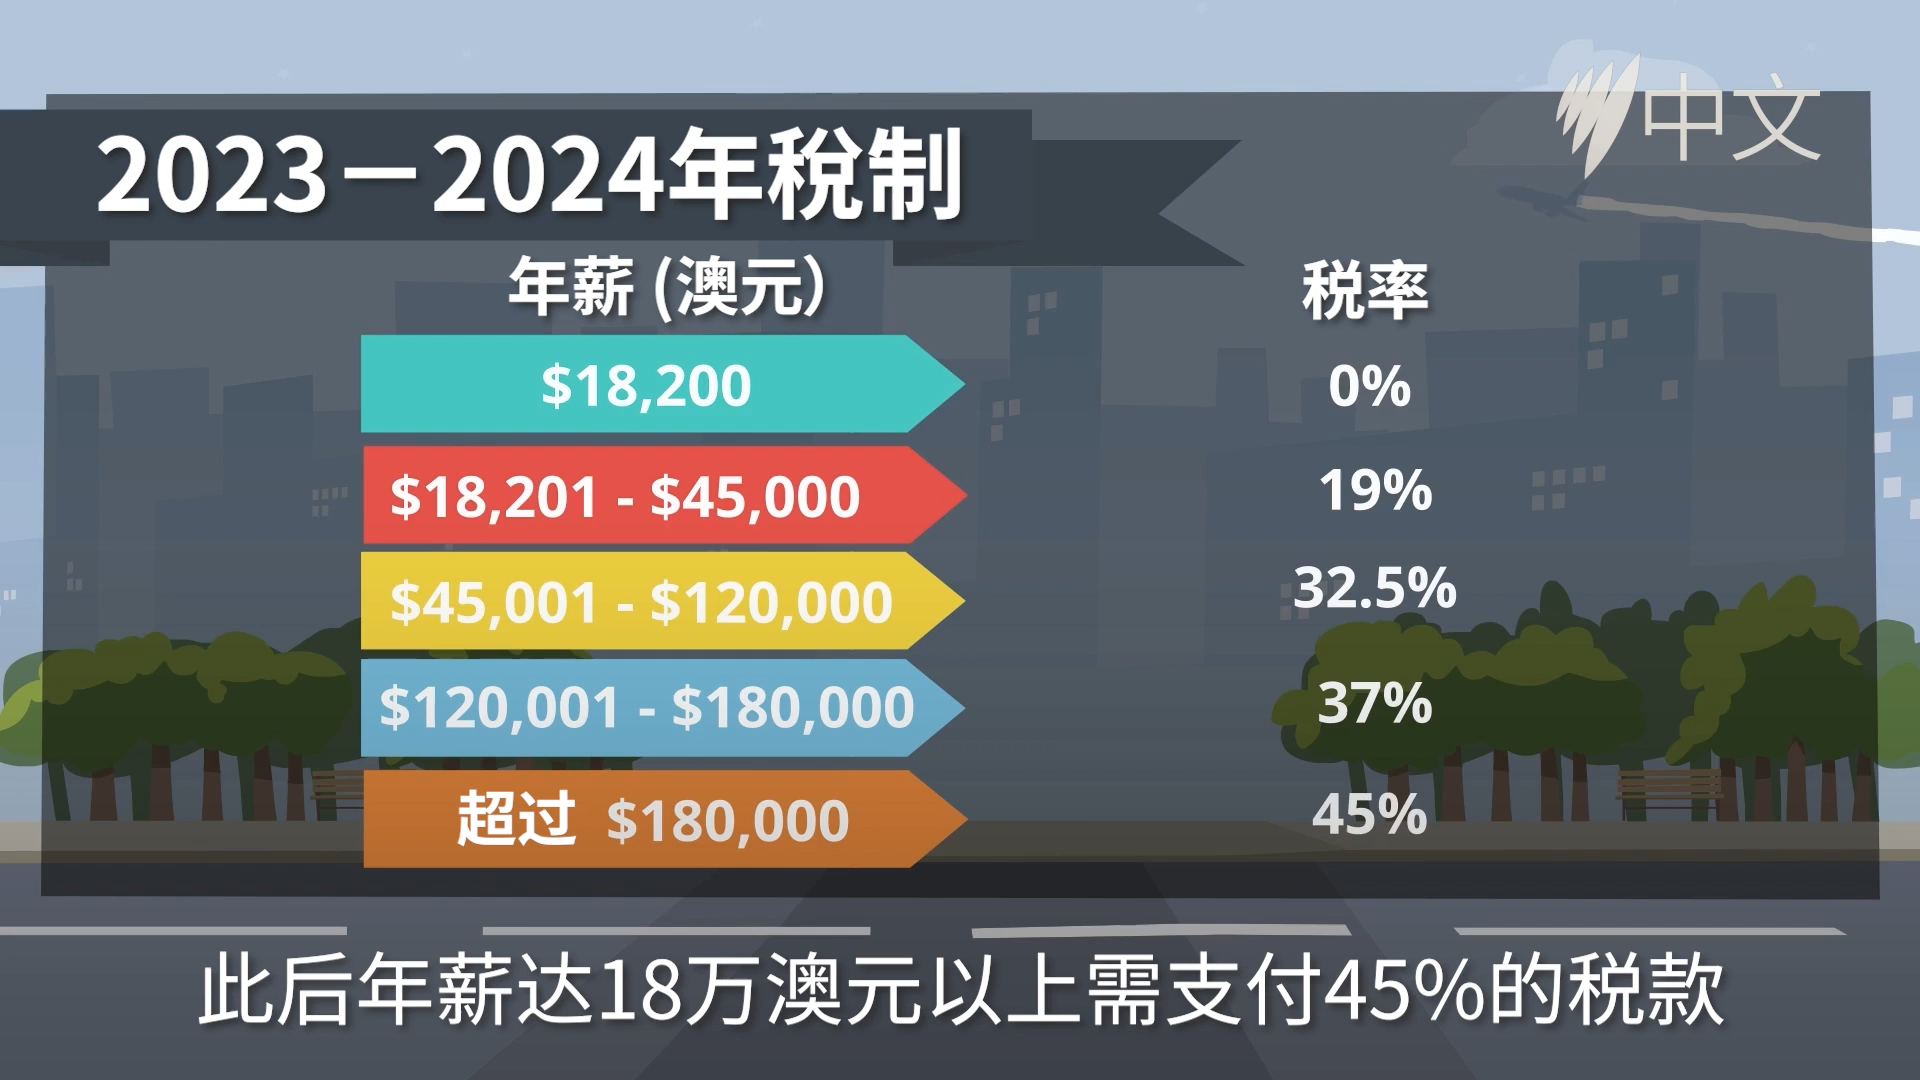 中文
2023－2024年税制
年薪 (澳元）
税率
$18,200
0%
$18,201 - $45,000
19%
$45,001 - $120,000
32.5%
$120,001 - $180,000
37%
超过 $180,000
45%
此后年薪达18万澳元以上需支付45%的税款